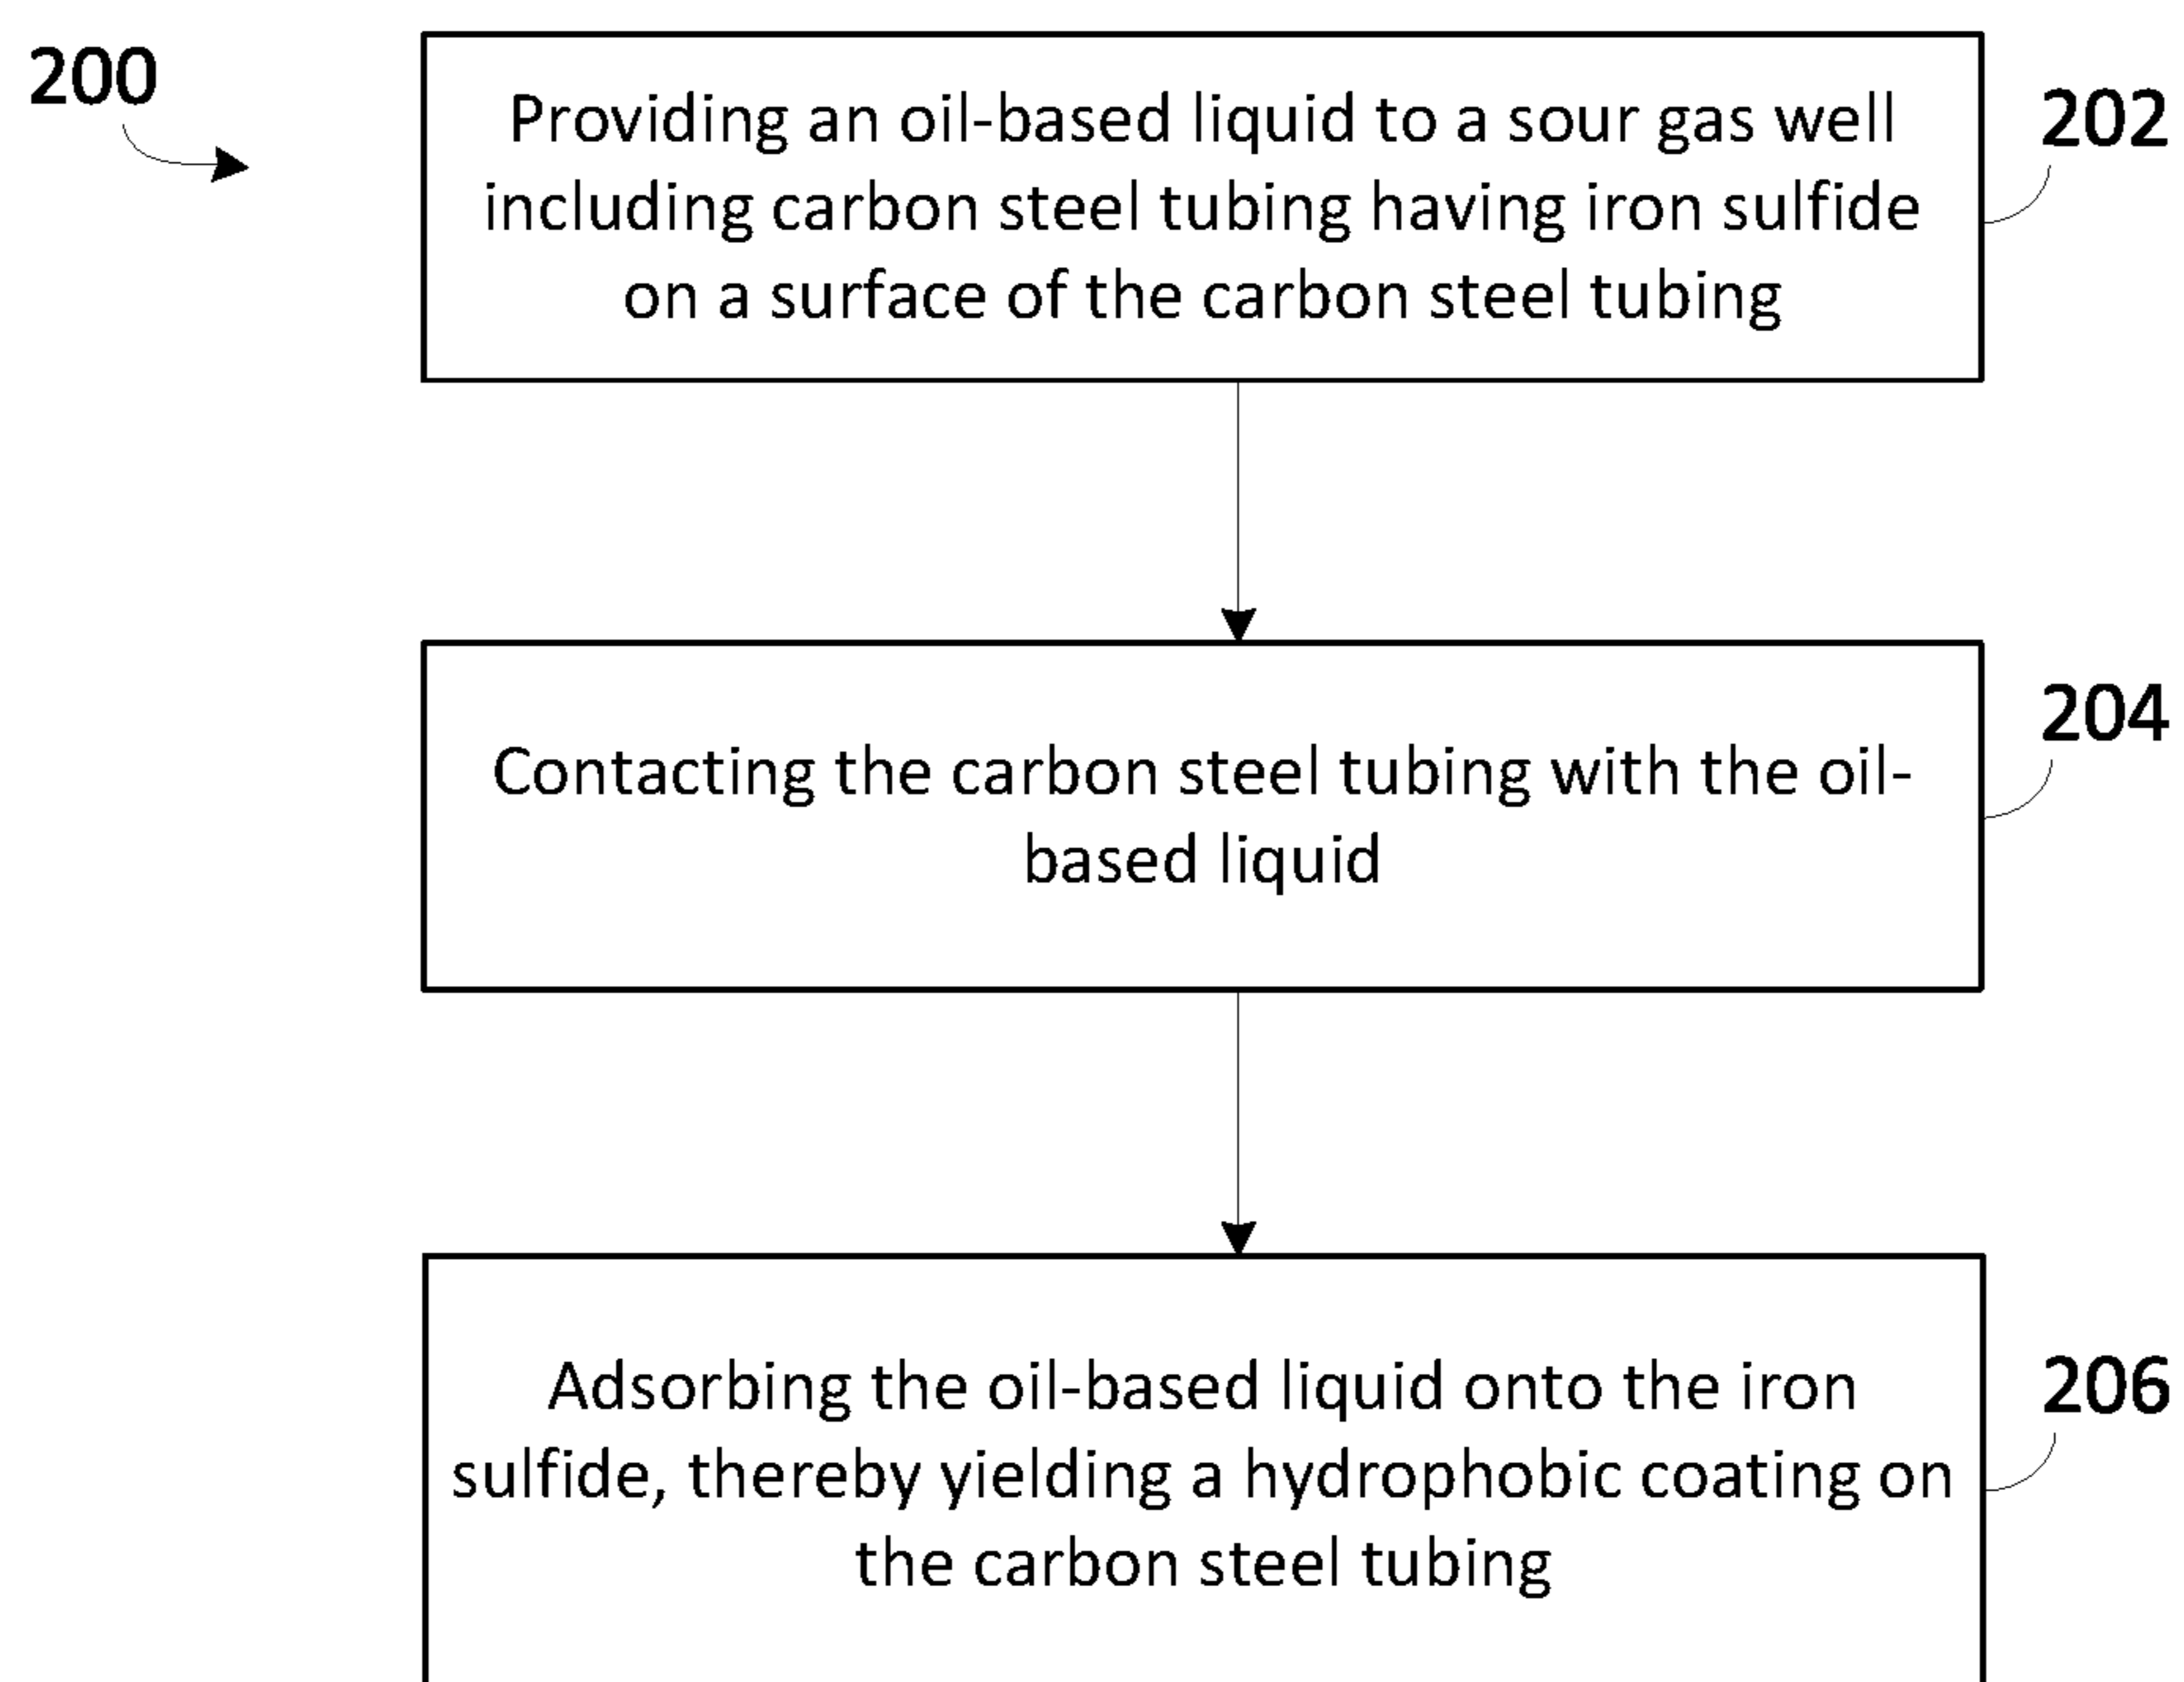 200
Providing an oil-based liquid to a sour gas well
including carbon steel tubing having iron sulfide
on a surface of the carbon steel tubing
202
Contacting the carbon steel tubing with the oil-
based liquid
204
Adsorbing the oil-based liquid onto the iron
sulfide, thereby yielding a hydrophobic coating on
the carbon steel tubing
206